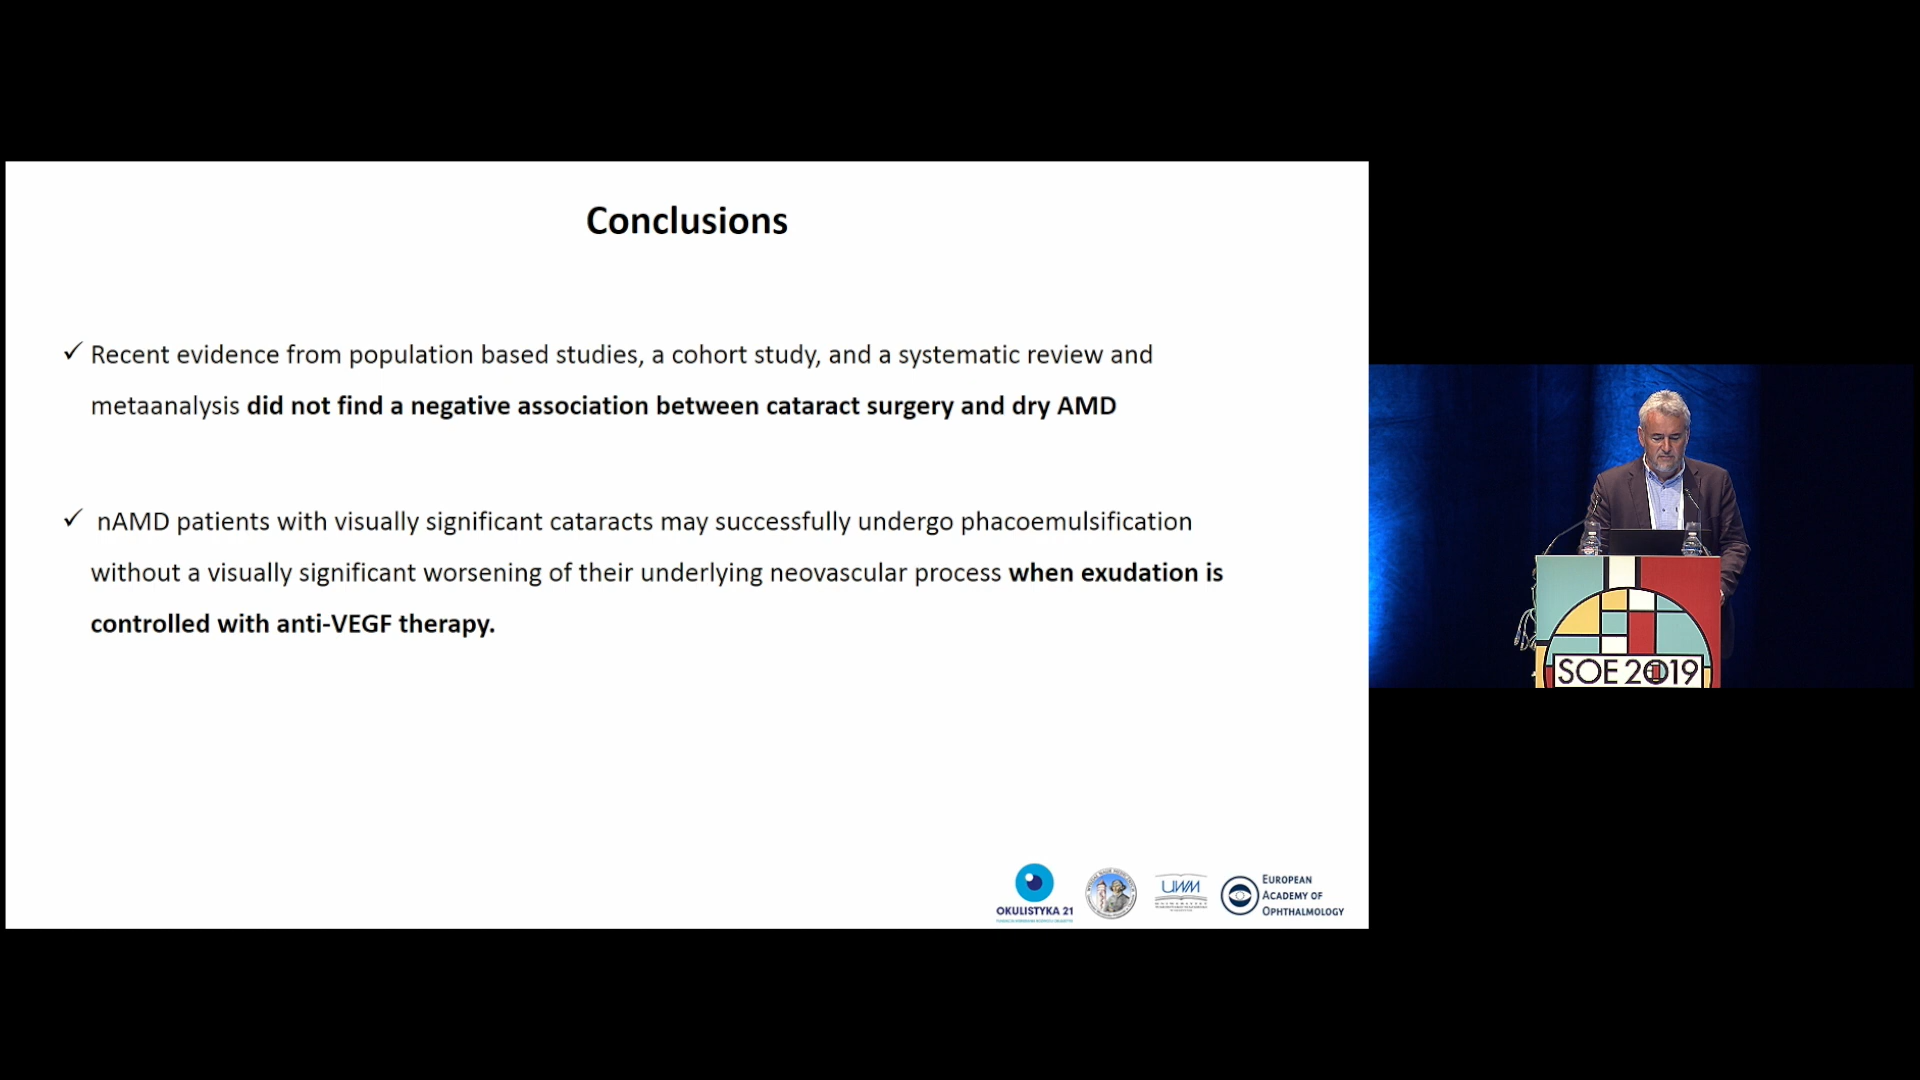 Conclusions
✓ Recent evidence from population based studies, a cohort study, and a systematic review and
metaanalysis did not find a negative association between cataract surgery and dry AMD
✓ nAMD patients with visually significant cataracts may successfully undergo phacoemulsification
without a visually significant worsening of their underlying neovascular process when exudation is
controlled with anti-VEGF therapy.
OKULISTYKA 21
UWM
EUROPEAN
ACADEMY OF
OPHTHALMOLOGY
SOE 2019